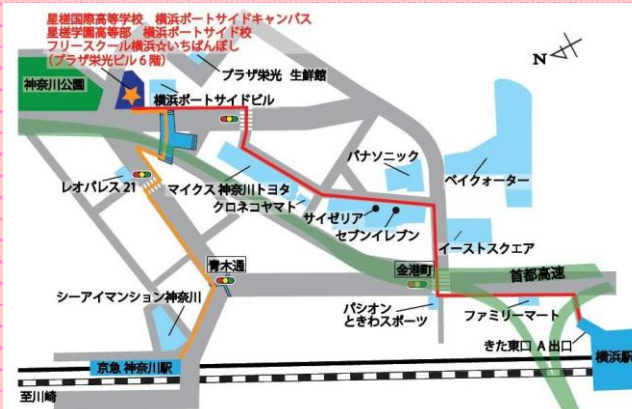 星槎国際高等学校 横浜ポートサイドキャンパス
星槎学園高等部 横浜ポートサイド校
フリースクール横浜☆いちばんぼし
（プラザ栄光ビル6階）
神奈川公園
プラザ栄光 生鮮館
横浜ポートサイドビル
N
レオパレス21
マイクス 神奈川トヨタ
クロネコヤマト
パナソニック
ベイクォーター
サイゼリア
セブンイレブン
イーストスクエア
青木通
金港町
首都高速
シーアイマンション神奈川
パシオン
ときわスポーツ
ファミリーマート
きた東口 A出口
横浜駅
京急 神奈川駅
至川崎